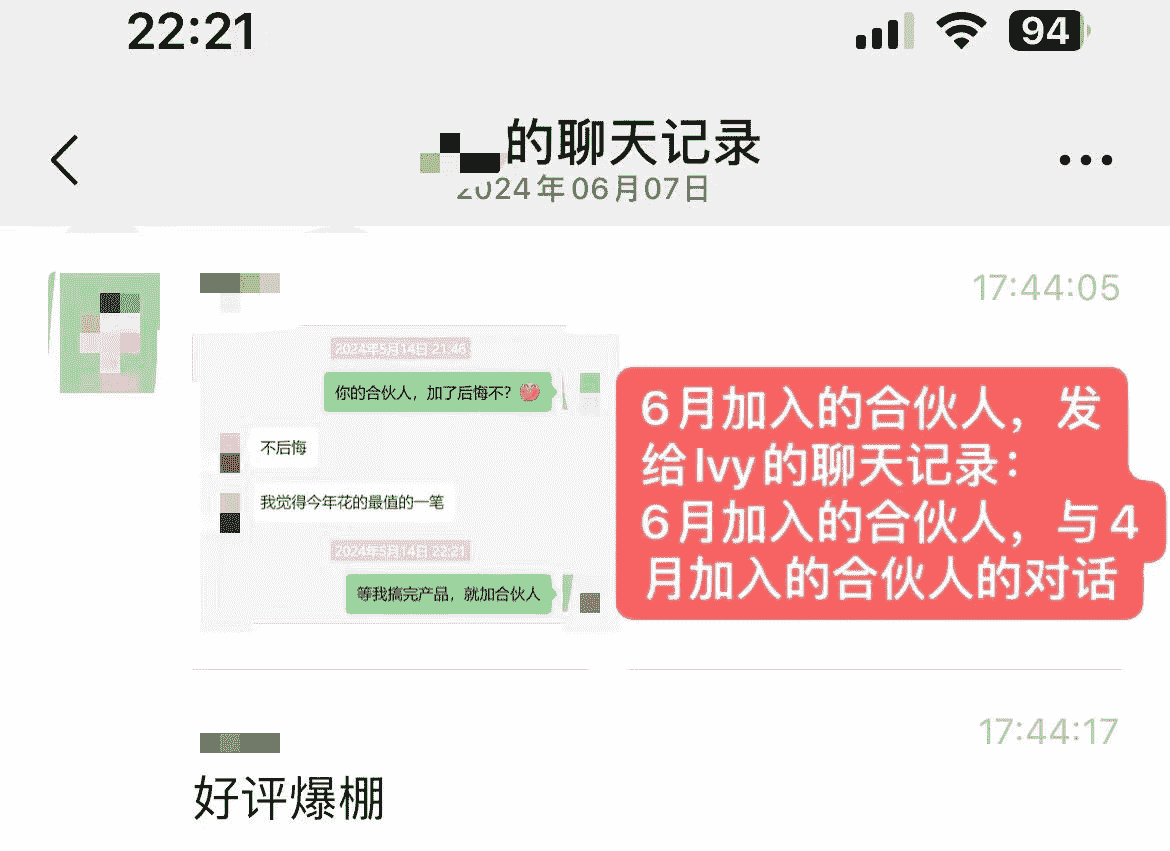 22:21
94
的聊天记录
2024年06月07日
17:44:05
2024年5月14日 21:46
你的合伙人，加了后悔不？
不后悔
我觉得今年花的最值的一笔
2024年5月14日 22:21
等我搞完产品，就加合伙人
6月加入的合伙人，发
给Ivy的聊天记录：
6月加入的合伙人，与4
月加入的合伙人的对话
17:44:17
好评爆棚